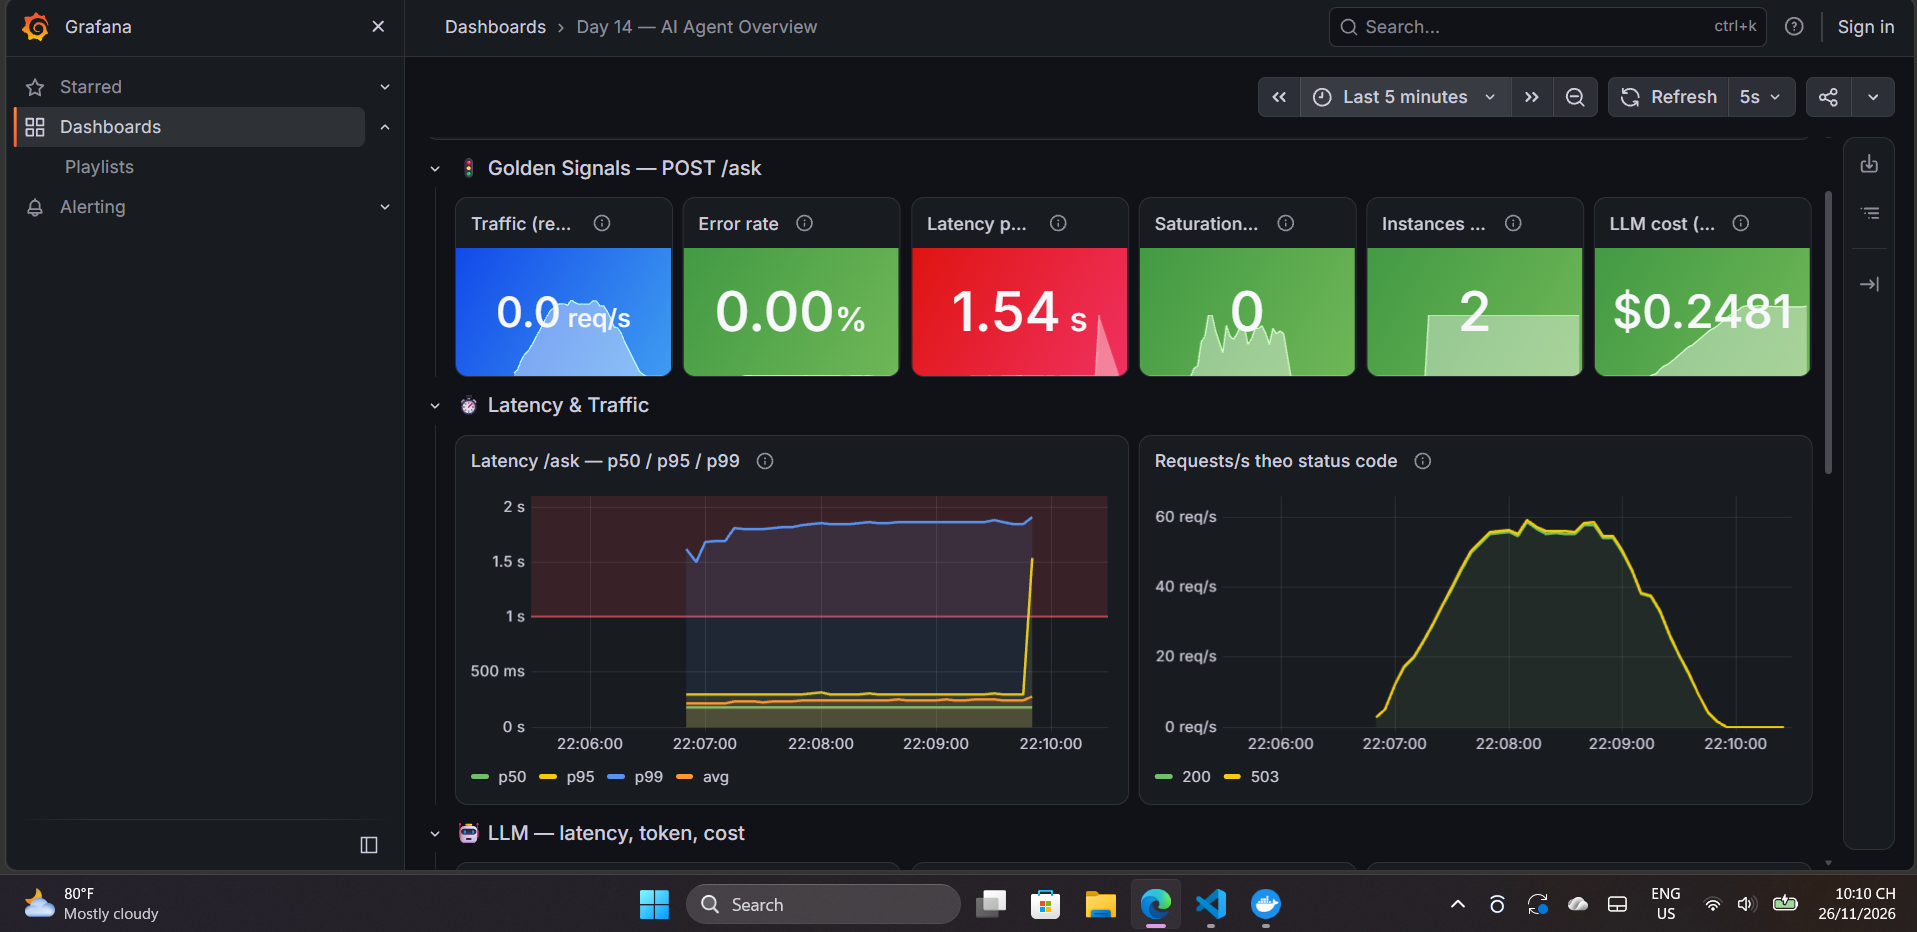 Grafana
Dashboards › Day 14 — AI Agent Overview
Search...
ctrl+k
Sign in
Starred
Dashboards
Playlists
Alerting
Last 5 minutes
Refresh
5s
Golden Signals — POST /ask
Traffic (re...
0.0 req/s
Error rate
0.00%
Latency p...
1.54 s
Saturation...
0
Instances ...
2
LLM cost (...
$0.2481
Latency & Traffic
Latency /ask — p50 / p95 / p99
2 s
1.5 s
1 s
500 ms
0 s
22:06:00
22:07:00
22:08:00
22:09:00
22:10:00
p50
p95
p99
avg
Requests/s theo status code
60 req/s
40 req/s
20 req/s
0 req/s
22:06:00
22:07:00
22:08:00
22:09:00
22:10:00
200
503
LLM — latency, token, cost
80°F
Mostly cloudy
Search
ENG
US
10:10 CH
26/11/2026